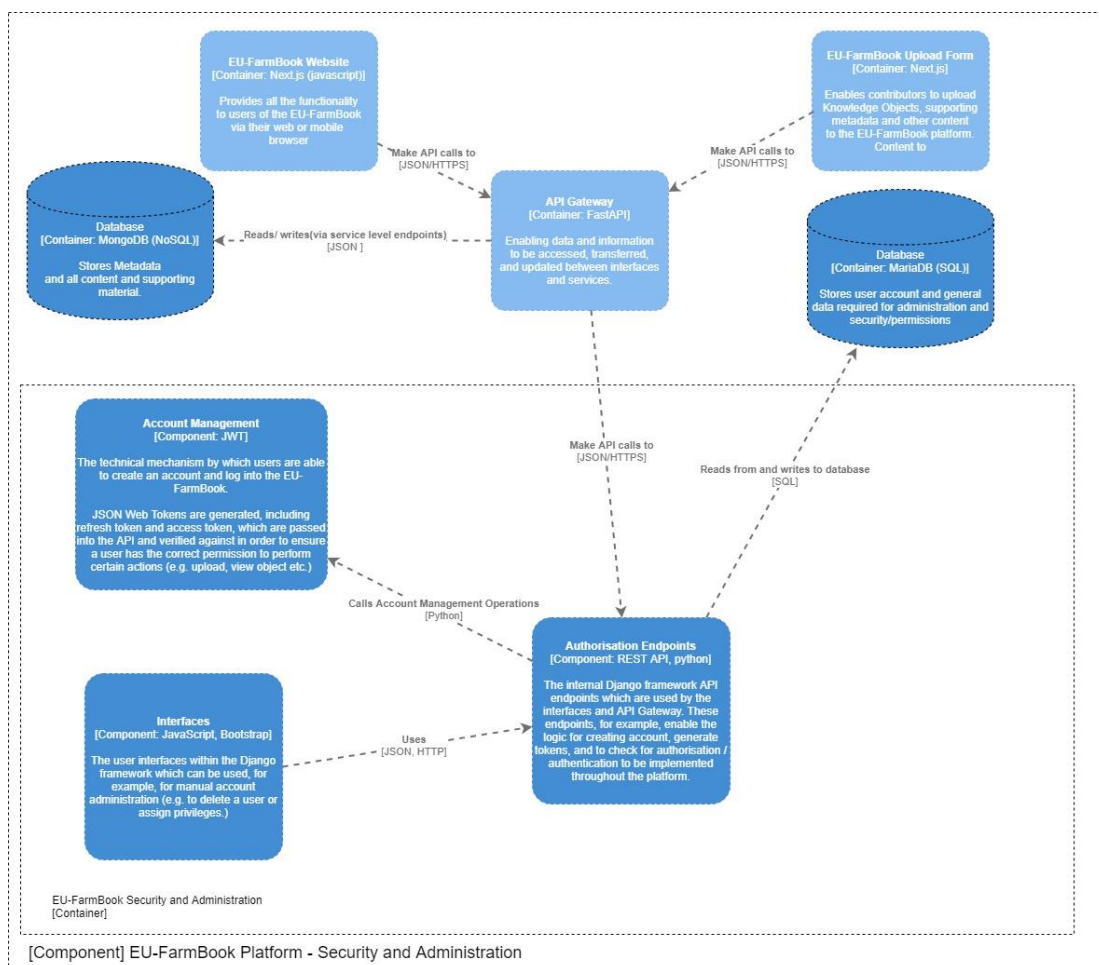 EU-FarmBook Website
[Container: Next.js (javascript)]
Provides all the functionality
to users of the EU-FarmBook
via their web or mobile
browser
EU-FarmBook Upload Form
[Container: Next.js]
Enables contributors to upload
Knowledge Objects, supporting
metadata and other content
to the EU-FarmBook platform.
Content to
Make API calls to
[JSON/HTTPS]
Make API calls to
[JSON/HTTPS]
API Gateway
[Container: FastAPI]
Enabling data and information
to be accessed, transferred,
and updated between interfaces
and services.
Database
[Container: MongoDB (NoSQL)]
Stores Metadata
and all content and supporting
material.
Reads/ writes(via service level endpoints)
[JSON ]
Database
[Container: MariaDB (SQL)]
Stores user account and general
data required for administration and
security/permissions
Account Management
[Component: JWT]
The technical mechanism by which users are able
to create an account and log into the EU-
FarmBook.
JSON Web Tokens are generated, including
refresh token and access token, which are passed
into the API and verified against in order to ensure
a user has the correct permission to perform
certain actions (e.g. upload, view object etc.)
Make API calls to
[JSON/HTTPS]
Reads from and writes to database
[SQL]
Calls Account Management Operations
[Python]
Authorisation Endpoints
[Component: REST API, python]
The internal Django framework API
endpoints which are used by the
interfaces and API Gateway. These
endpoints, for example, enable the
logic for creating account, generate
tokens, and to check for authorisation /
authentication to be implemented
throughout the platform.
Interfaces
[Component: JavaScript, Bootstrap]
The user interfaces within the Django
framework which can be used, for
example, for manual account
administration (e.g. to delete a user or
assign privileges.)
Uses
[JSON, HTTP]
EU-FarmBook Security and Administration
[Container]
[Component] EU-FarmBook Platform - Security and Administration